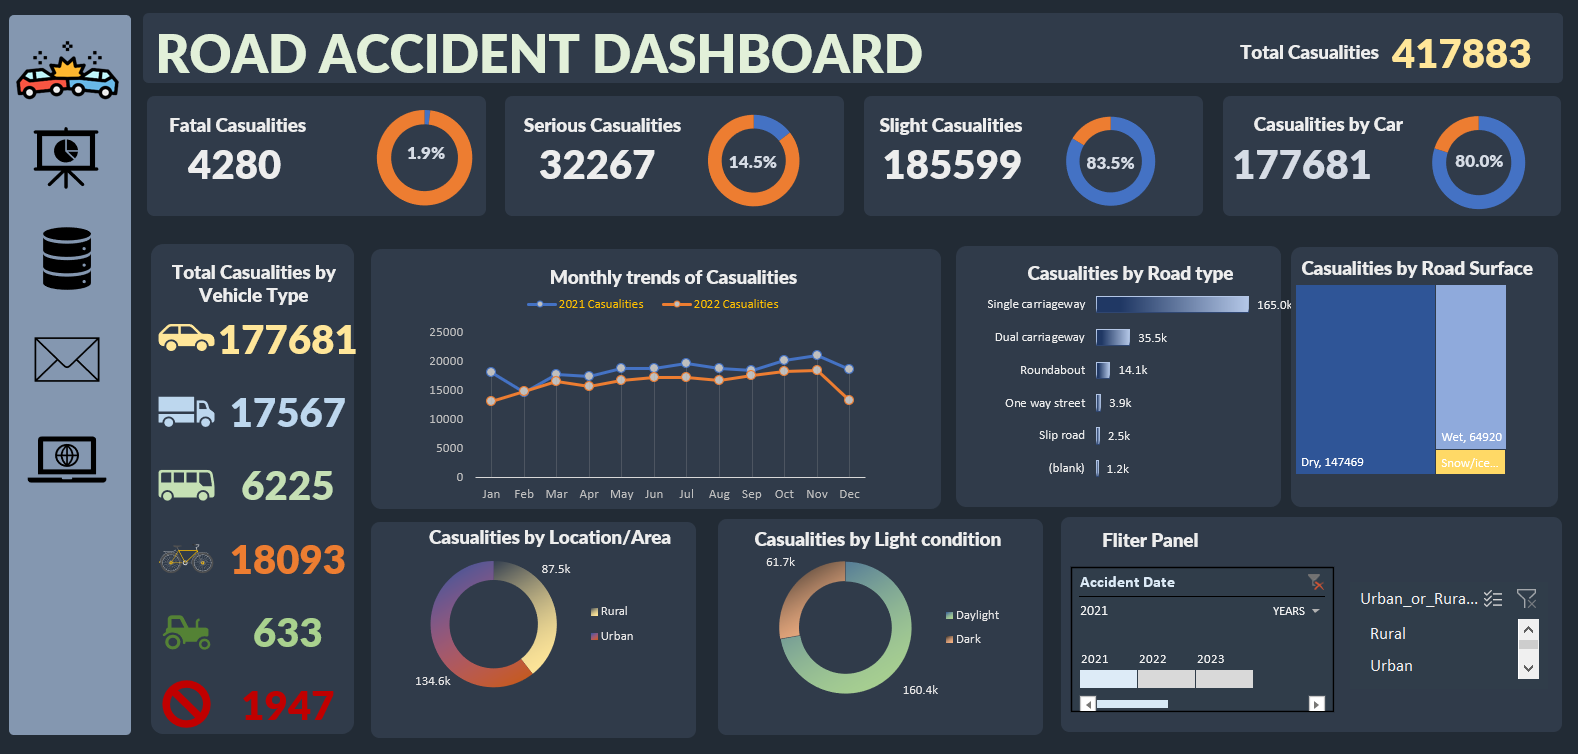 ROAD ACCIDENT DASHBOARD
Total Casualities 417883
Fatal Casualities
4280
1.9%
Serious Casualities
32267
14.5%
Slight Casualities
185599
83.5%
Casualities by Car
177681
80.0%
Total Casualities by
Vehicle Type
177681
17567
6225
18093
633
1947
Monthly trends of Casualities
2021 Casualities
2022 Casualities
25000
20000
15000
10000
5000
0
Jan Feb Mar Apr May Jun Jul Aug Sep Oct Nov Dec
Casualities by Road type
Single carriageway 165.0k
Dual carriageway 35.5k
Roundabout 14.1k
One way street 3.9k
Slip road 2.5k
(blank) 1.2k
Casualities by Road Surface
Wet, 64920
Dry, 147469
Snow/ice...
Casualities by Location/Area
87.5k
Rural
Urban
134.6k
Casualities by Light condition
61.7k
Daylight
Dark
160.4k
Fliter Panel
Accident Date
2021 YEARS
2021 2022 2023
Urban_or_Rura...
Rural
Urban